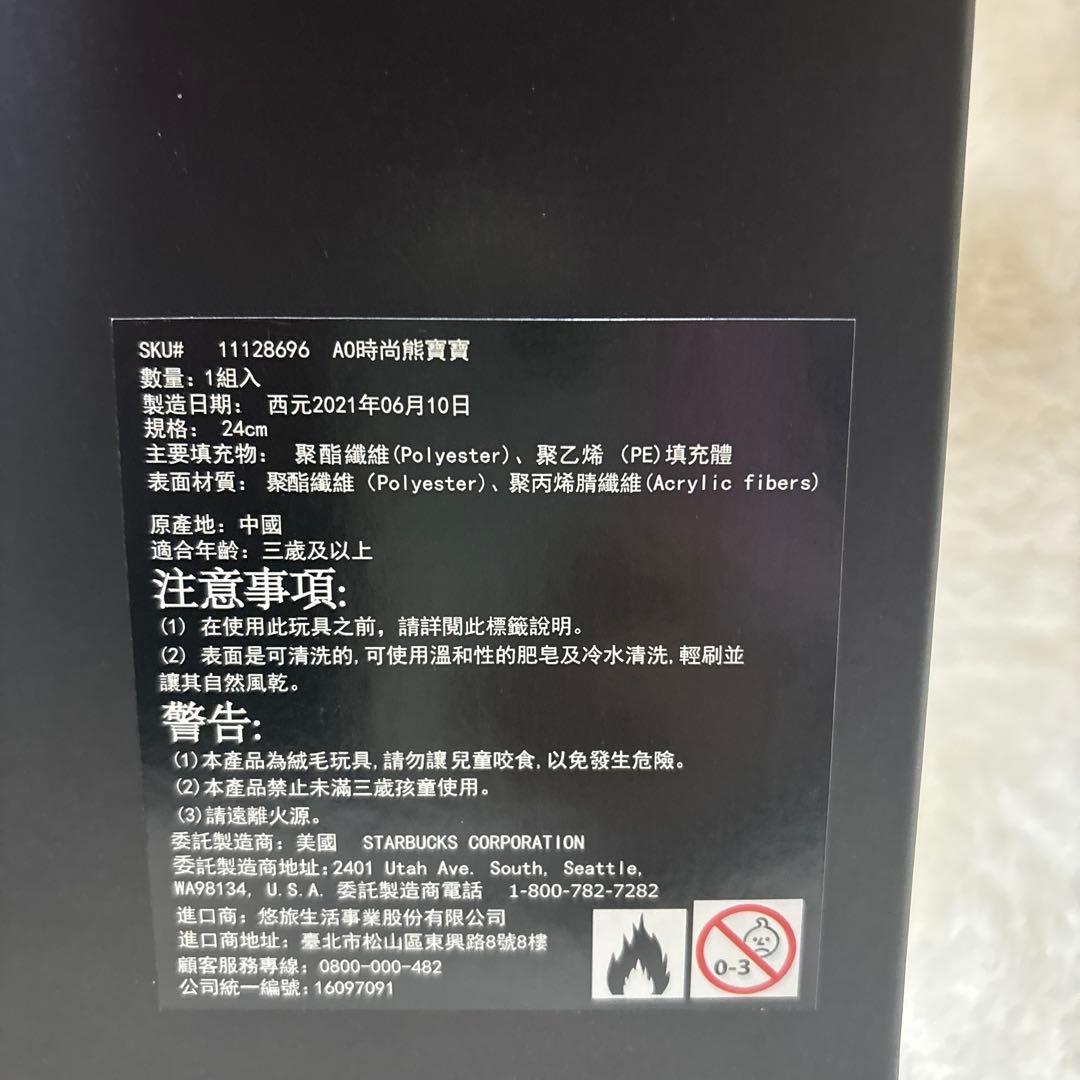 SKU# 11128696 AO時尚熊寶寶
數量：1組入
製造日期： 西元2021年06月10日
規格： 24cm
主要填充物： 聚酯纖維(Polyester)、聚乙烯 (PE)填充體
表面材質： 聚酯纖維 (Polyester)、聚丙烯腈纖維(Acrylic fibers)
原產地：中國
適合年齡：三歲及以上
注意事項:
(1) 在使用此玩具之前，請詳閱此標籤說明。
(2) 表面是可清洗的,可使用溫和性的肥皂及冷水清洗,輕刷並
讓其自然風乾。
警告:
(1)本產品為絨毛玩具,請勿讓兒童咬食,以免發生危險。
(2)本產品禁止未滿三歲孩童使用。
(3)請遠離火源。
委託製造商：美國 STARBUCKS CORPORATION
委託製造商地址:2401 Utah Ave. South, Seattle,
WA98134, U.S.A. 委託製造商電話 1-800-782-7282
進口商：悠旅生活事業股份有限公司
進口商地址：臺北市松山區東興路8號8樓
顧客服務專線：0800-000-482
公司統一編號:16097091
0-3